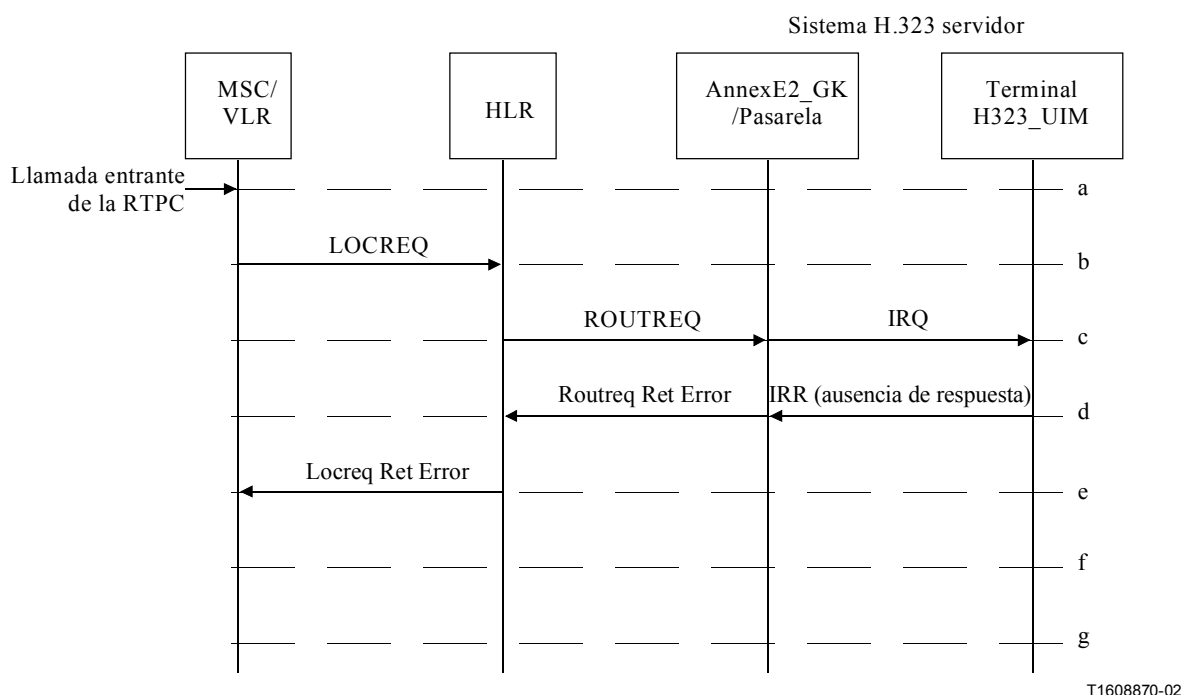 Sistema H.323 servidor
MSC/
VLR
HLR
AnnexE2_GK
/Pasarela
Terminal
H323_UIM
Llamada entrante
de la RTPC
a
LOCREQ
b
ROUTREQ
IRQ
c
Routreq Ret Error
IRR (ausencia de respuesta)
d
Locreq Ret Error
e
f
g
T1608870-02